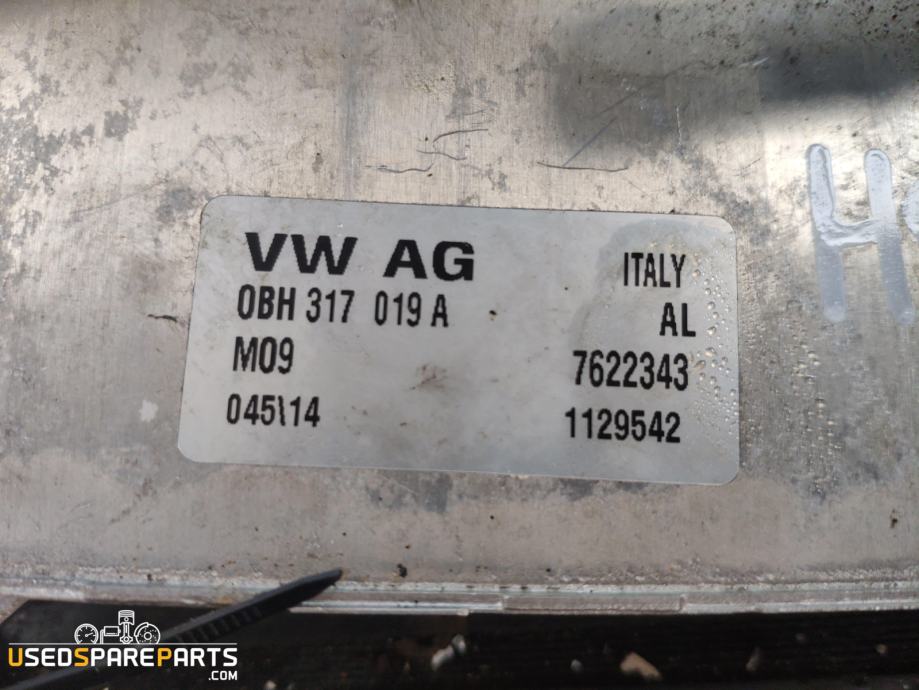 VW AG ITALY
0BH 317 019 A AL
M09 7622343
045\14 1129542
USEDSPAREPARTS
.COM